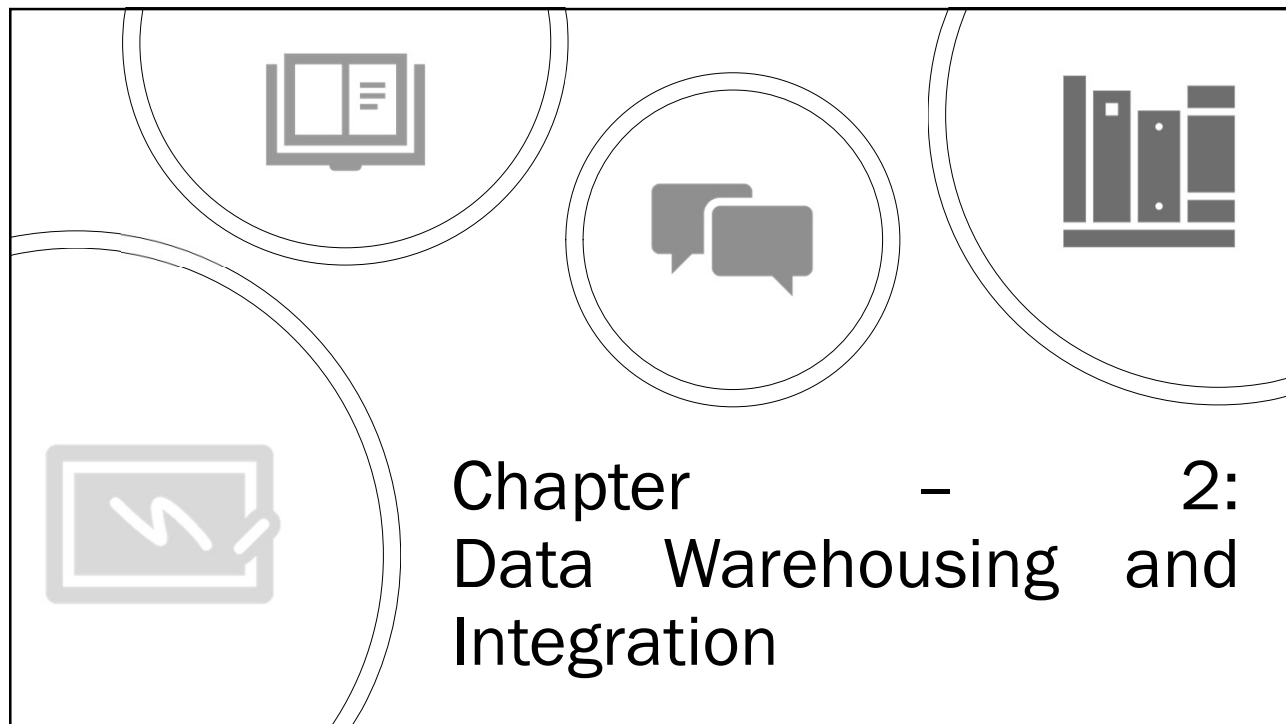 Chapter – 2:
Data Warehousing and
Integration